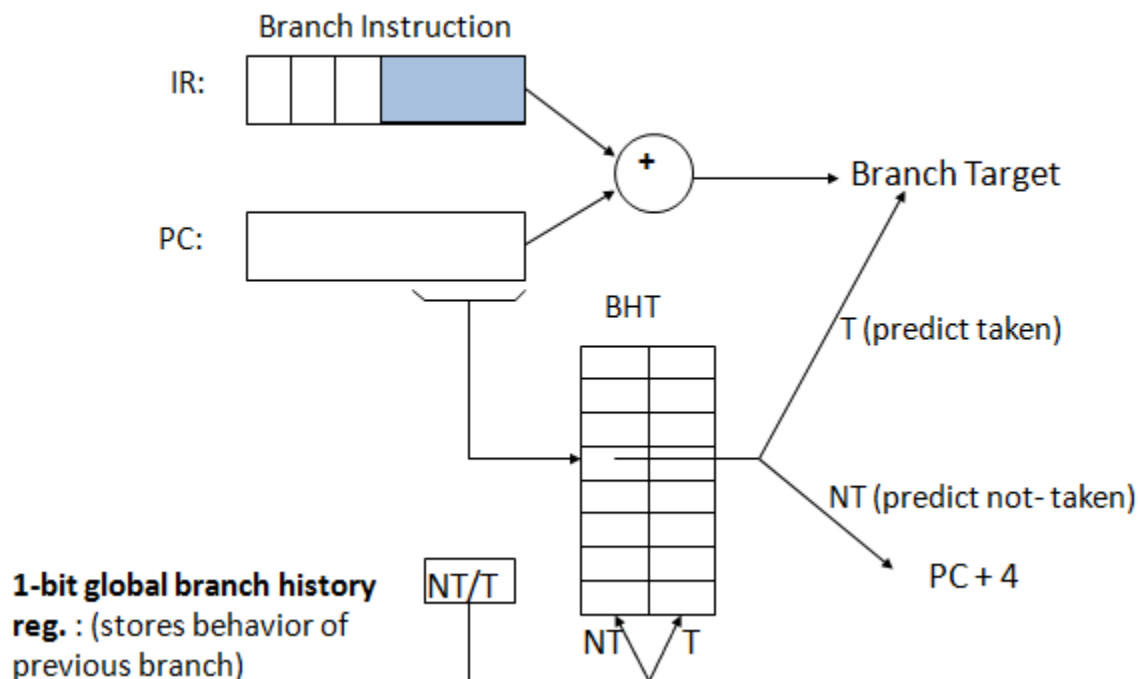 Branch Instruction
IR:
+
Branch Target
PC:
BHT
T (predict taken)
NT (predict not- taken)
PC + 4
1-bit global branch history
reg. : (stores behavior of
previous branch)
NT/T
NT
T